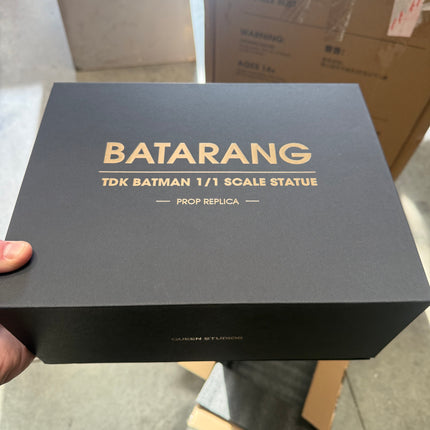 WARNING:
AGES 14+
BATARANG
TDK BATMAN 1/1 SCALE STATUE
PROP REPLICA
QUEEN STUDIOS